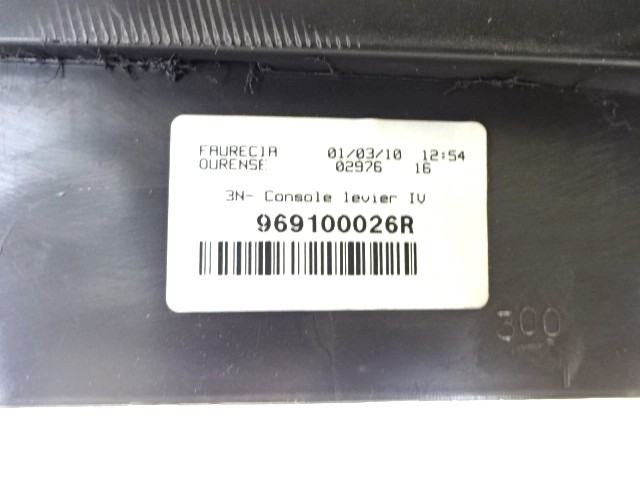 FAURECIA 01/03/10 12:54
OURENSE 02976 16
3N- Console levier IV
969100026R
300